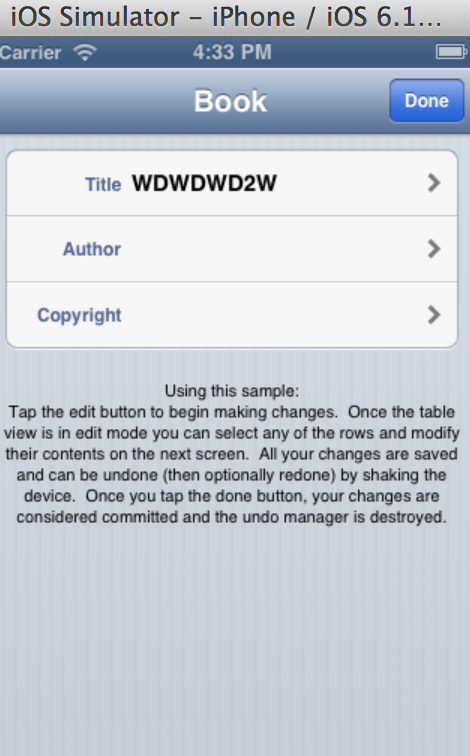 iOS Simulator – iPhone / iOS 6.1...
Carrier 4:33 PM
Book Done
Title WDWDWD2W
Author
Copyright
Using this sample:
Tap the edit button to begin making changes.  Once the table
view is in edit mode you can select any of the rows and modify
their contents on the next screen.  All your changes are saved
and can be undone (then optionally redone) by shaking the
device.  Once you tap the done button, your changes are
considered committed and the undo manager is destroyed.